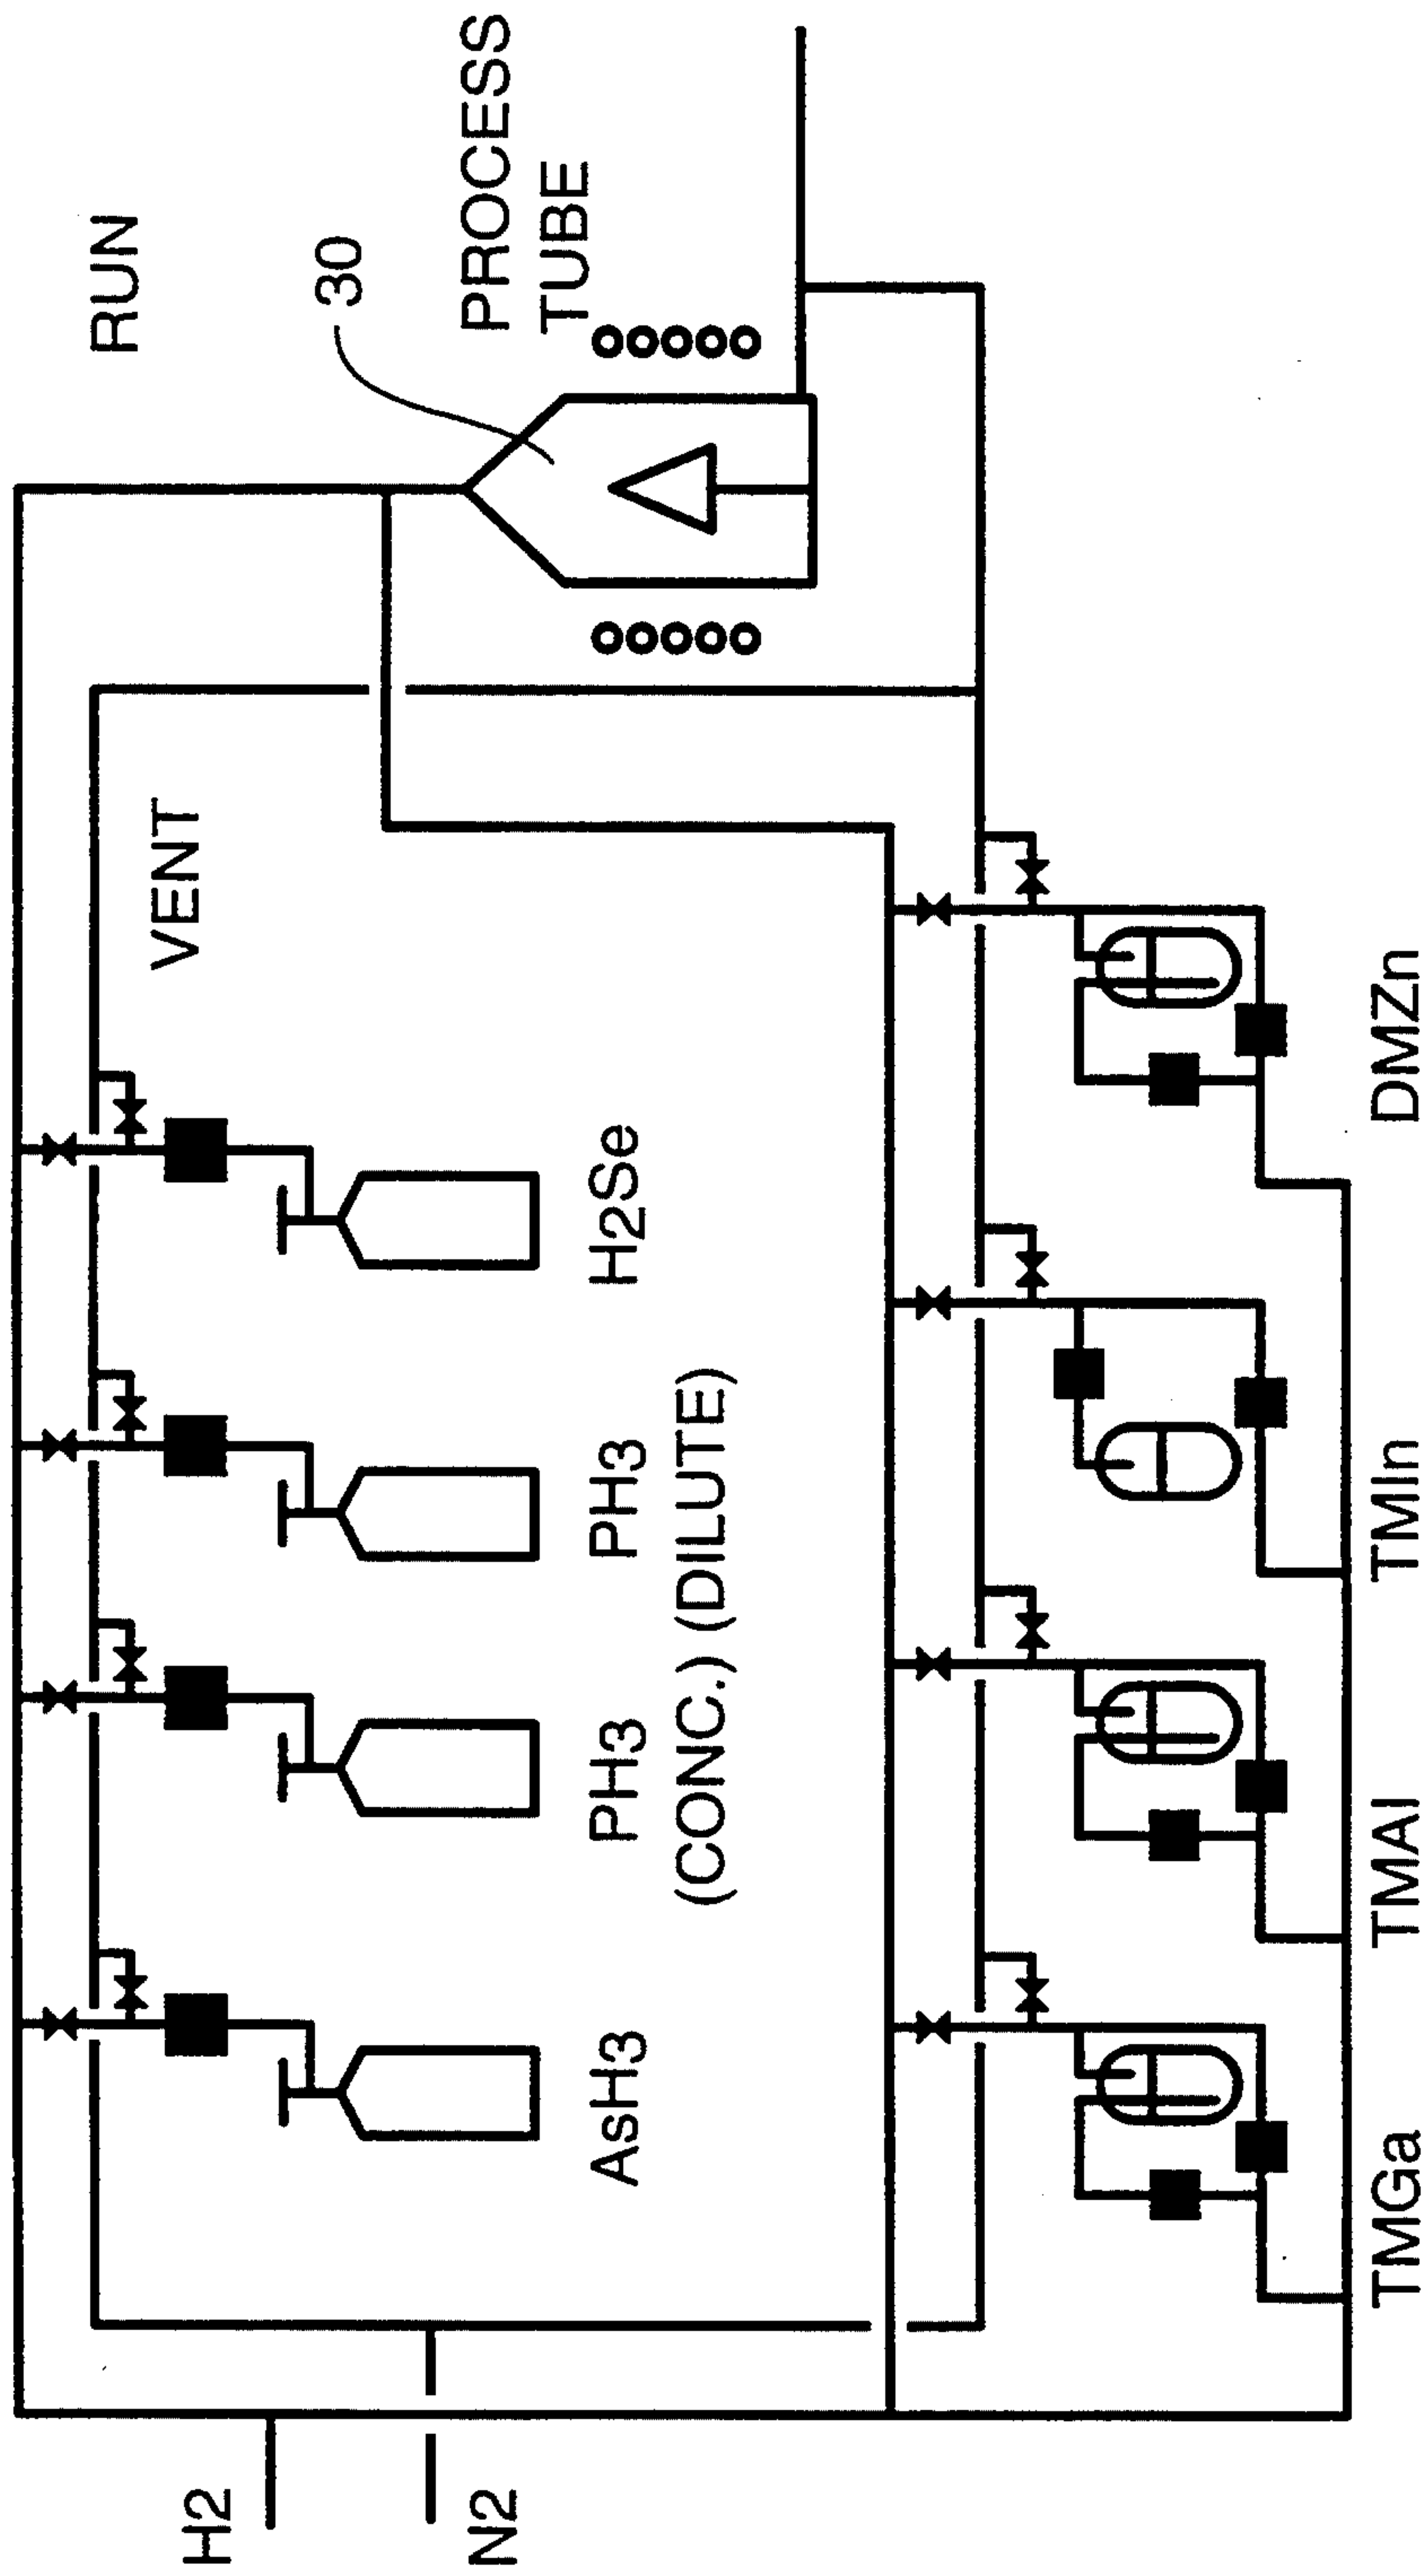 RUN
30
PROCESS
TUBE
VENT
H2
N2
AsH3
PH3
PH3
H2Se
(CONC.) (DILUTE)
TMGa
TMAl
TMIn
DMZn